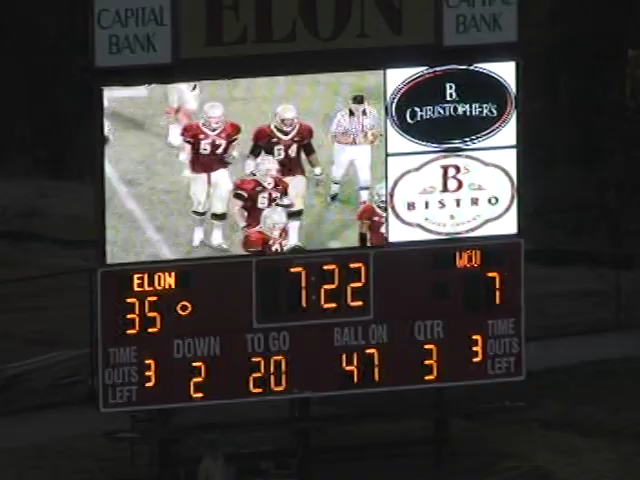 CAPITAL BANK
ELON
CAPITAL BANK
57
64
B.
CHRISTOPHER'S
B's
BISTRO
ELON
35
7:22
WCU
7
TIME OUTS LEFT 3
DOWN 2
TO GO 20
BALL ON 47
QTR 3
3 TIME OUTS LEFT